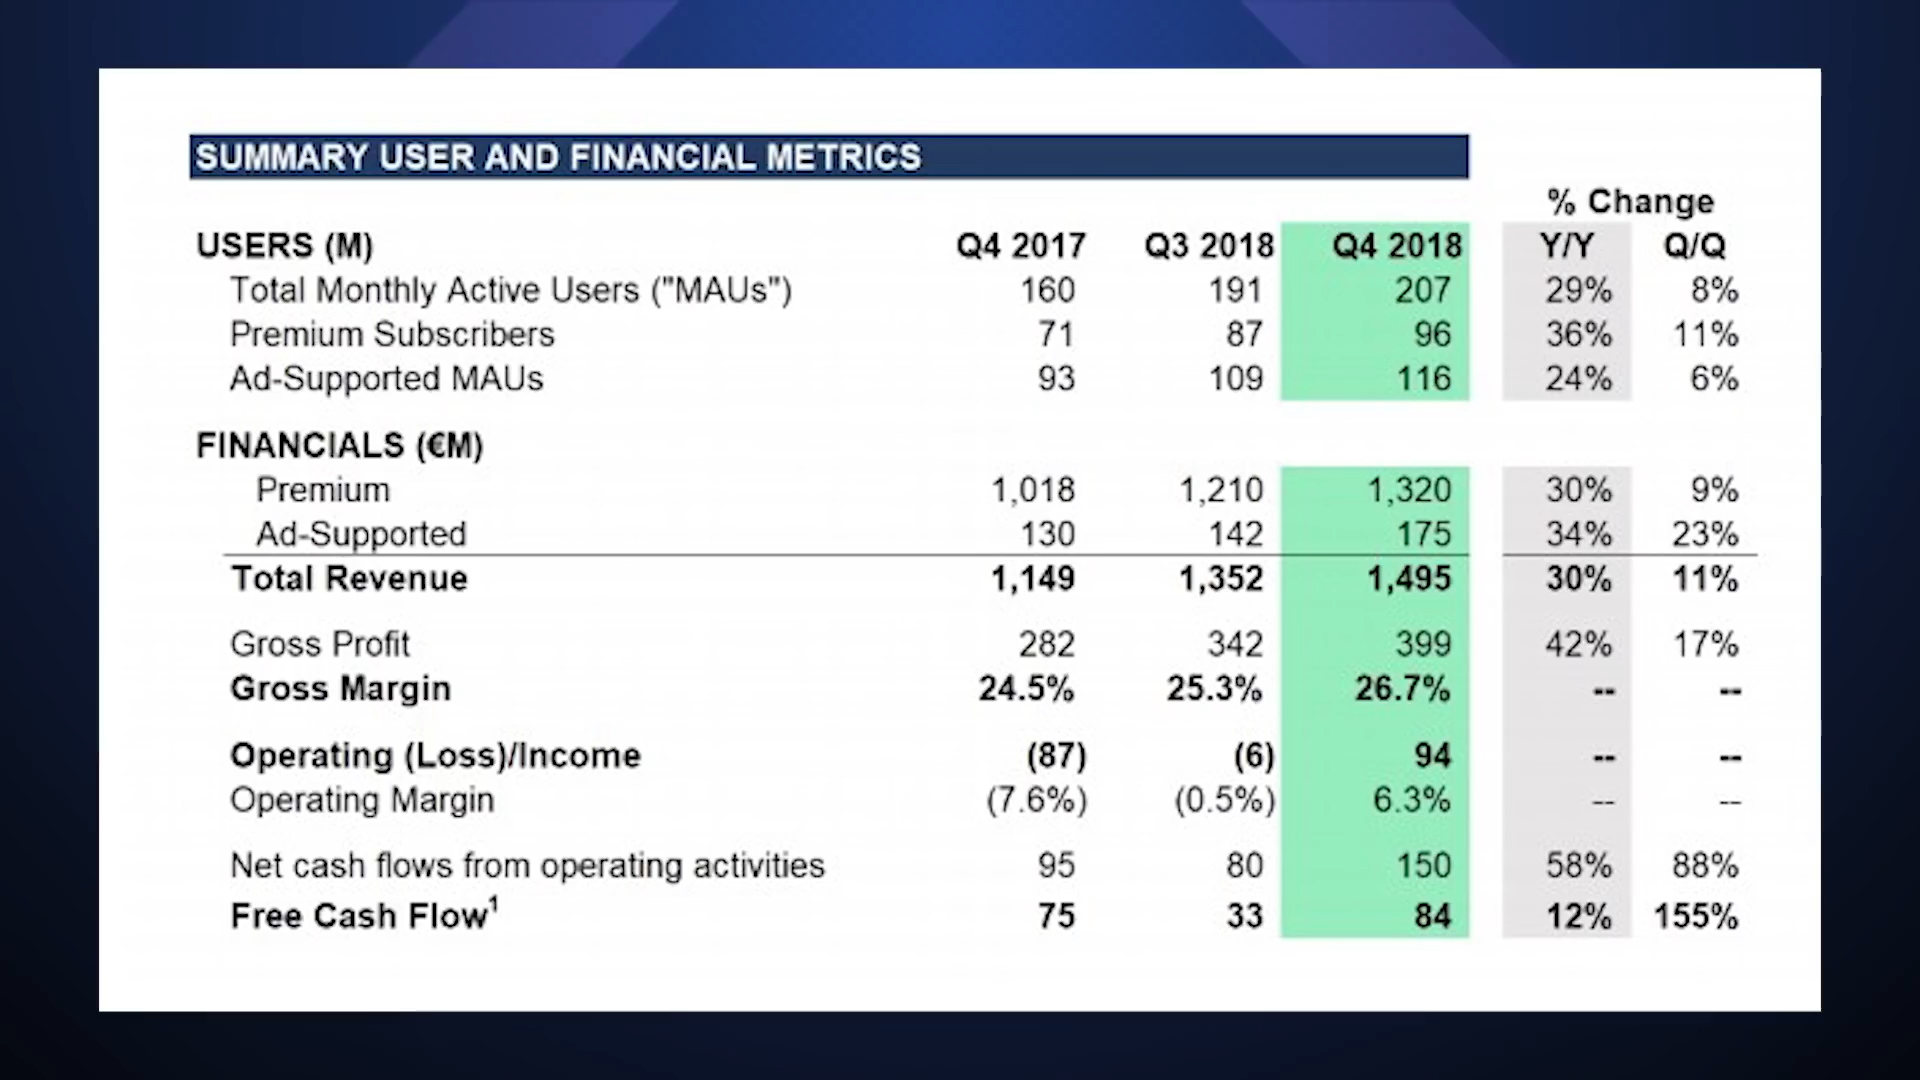 SUMMARY USER AND FINANCIAL METRICS
% Change
USERS (M) Q4 2017 Q3 2018 Q4 2018 Y/Y Q/Q
Total Monthly Active Users ("MAUs") 160 191 207 29% 8%
Premium Subscribers 71 87 96 36% 11%
Ad-Supported MAUs 93 109 116 24% 6%
FINANCIALS (€M)
Premium 1,018 1,210 1,320 30% 9%
Ad-Supported 130 142 175 34% 23%
Total Revenue 1,149 1,352 1,495 30% 11%
Gross Profit 282 342 399 42% 17%
Gross Margin 24.5% 25.3% 26.7% -- --
Operating (Loss)/Income (87) (6) 94 -- --
Operating Margin (7.6%) (0.5%) 6.3% -- --
Net cash flows from operating activities 95 80 150 58% 88%
Free Cash Flow¹ 75 33 84 12% 155%